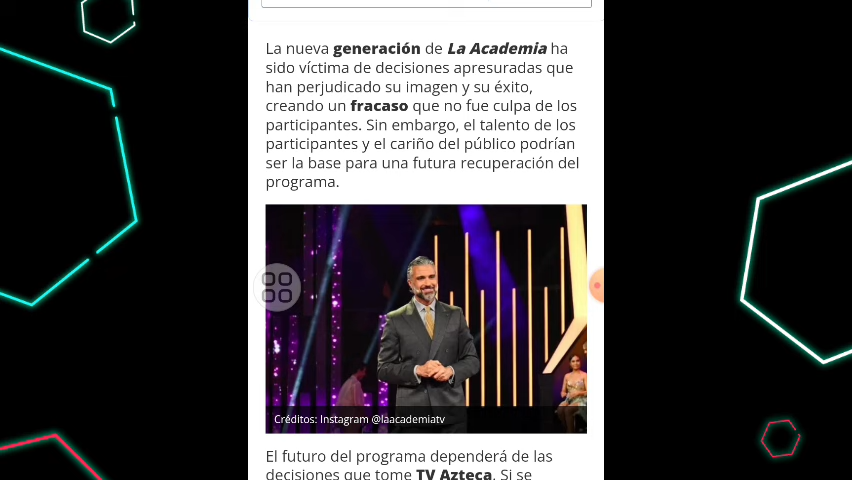 La nueva generación de La Academia ha
sido víctima de decisiones apresuradas que
han perjudicado su imagen y su éxito,
creando un fracaso que no fue culpa de los
participantes. Sin embargo, el talento de los
participantes y el cariño del público podrían
ser la base para una futura recuperación del
programa.
Créditos: Instagram @laacademiatv
El futuro del programa dependerá de las
decisiones que tome TV Azteca. Si se